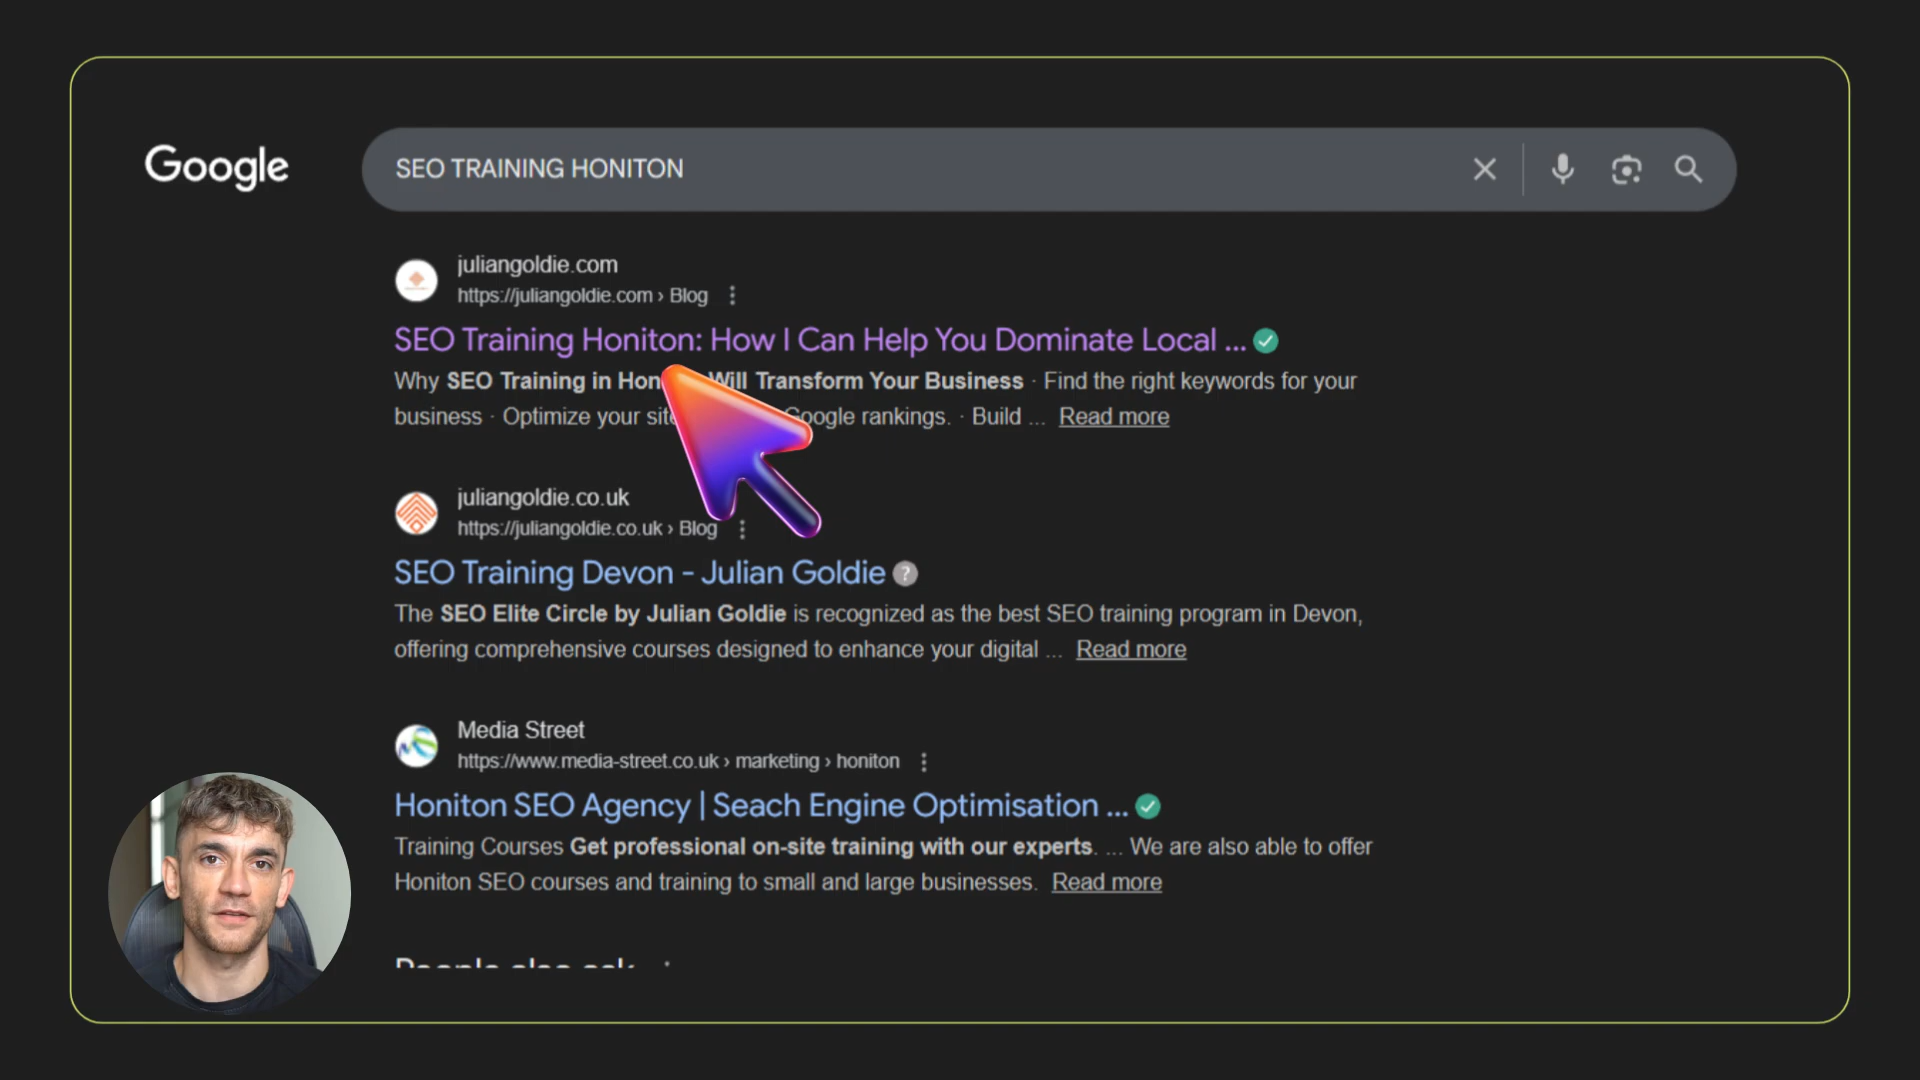 Google
SEO TRAINING HONITON
juliangoldie.com
https://juliangoldie.com › Blog
SEO Training Honiton: How I Can Help You Dominate Local ...
Why SEO Training in Hon Will Transform Your Business · Find the right keywords for your
business · Optimize your site Google rankings. · Build ... Read more
juliangoldie.co.uk
https://juliangoldie.co.uk › Blog
SEO Training Devon - Julian Goldie
The SEO Elite Circle by Julian Goldie is recognized as the best SEO training program in Devon,
offering comprehensive courses designed to enhance your digital ... Read more
Media Street
https://www.media-street.co.uk › marketing › honiton
Honiton SEO Agency | Seach Engine Optimisation ...
Training Courses Get professional on-site training with our experts. ... We are also able to offer
Honiton SEO courses and training to small and large businesses. Read more
People also ask